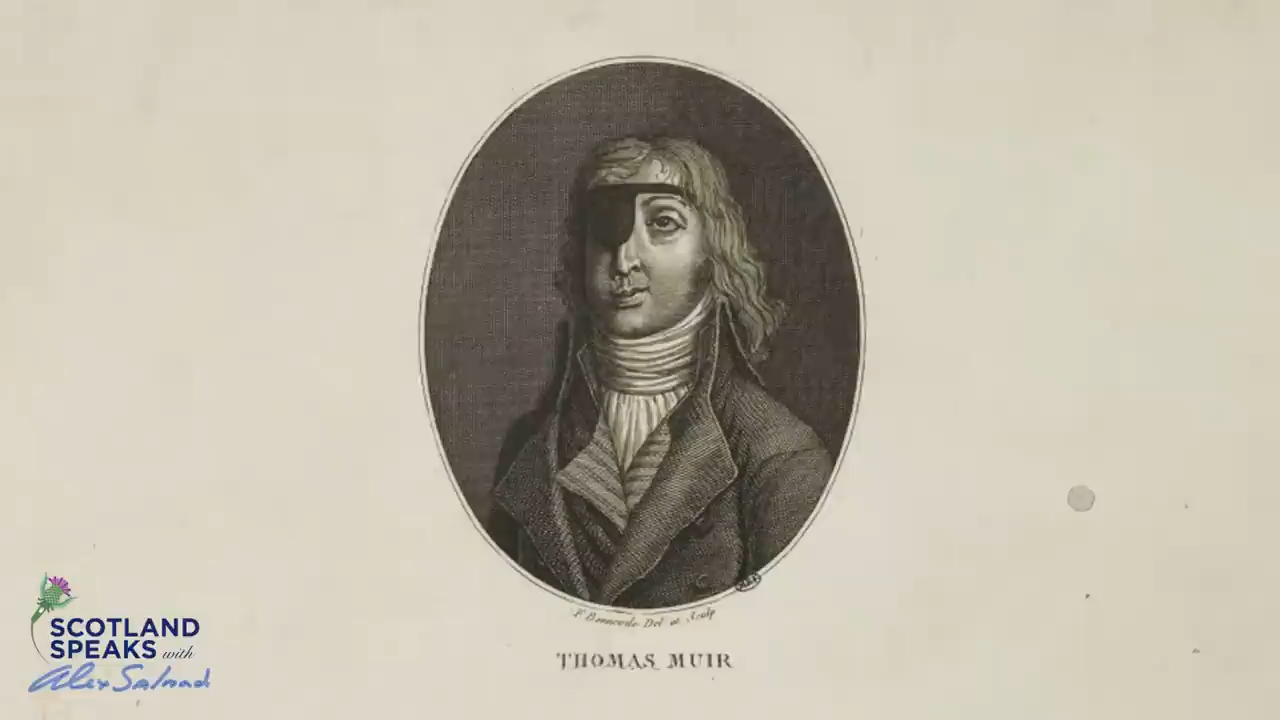 F. Bonneville Del et Sculp
THOMAS MUIR
SCOTLAND
SPEAKS with
Alex Salmond